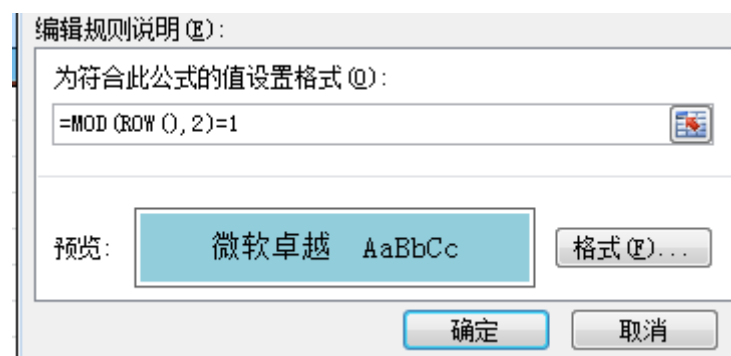 编辑规则说明(E):
为符合此公式的值设置格式(O):
=MOD(ROW(),2)=1
预览: 微软卓越 AaBbCc 格式(F)...
确定 取消